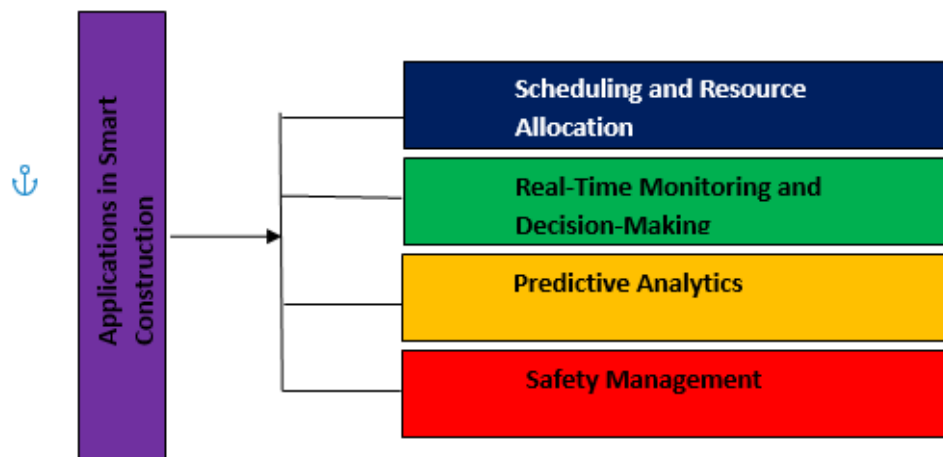 Applications in Smart
Construction
Scheduling and Resource
Allocation
Real-Time Monitoring and
Decision-Making
Predictive Analytics
Safety Management